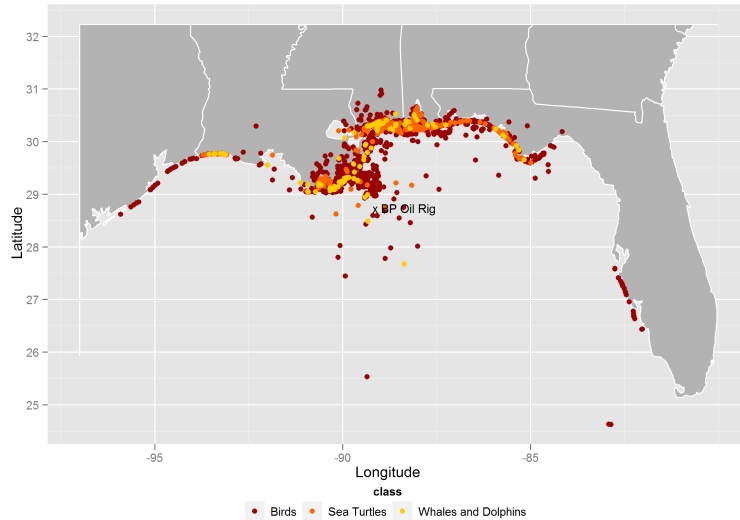 32
31
30
29
28
27
26
25
Latitude
x BP Oil Rig
-95
-90
-85
Longitude
class
Birds
Sea Turtles
Whales and Dolphins